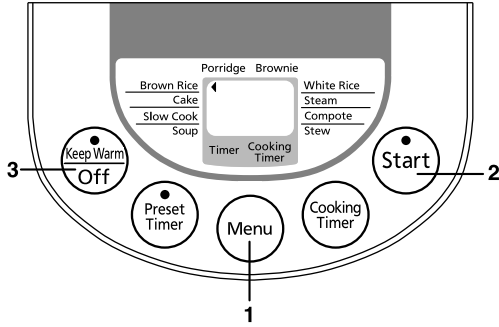 Porridge Brownie
Brown Rice
Cake
Slow Cook
Soup
White Rice
Steam
Compote
Stew
Timer
Cooking
Timer
Keep Warm
Off
3
Start
2
Preset
Timer
Menu
Cooking
Timer
1